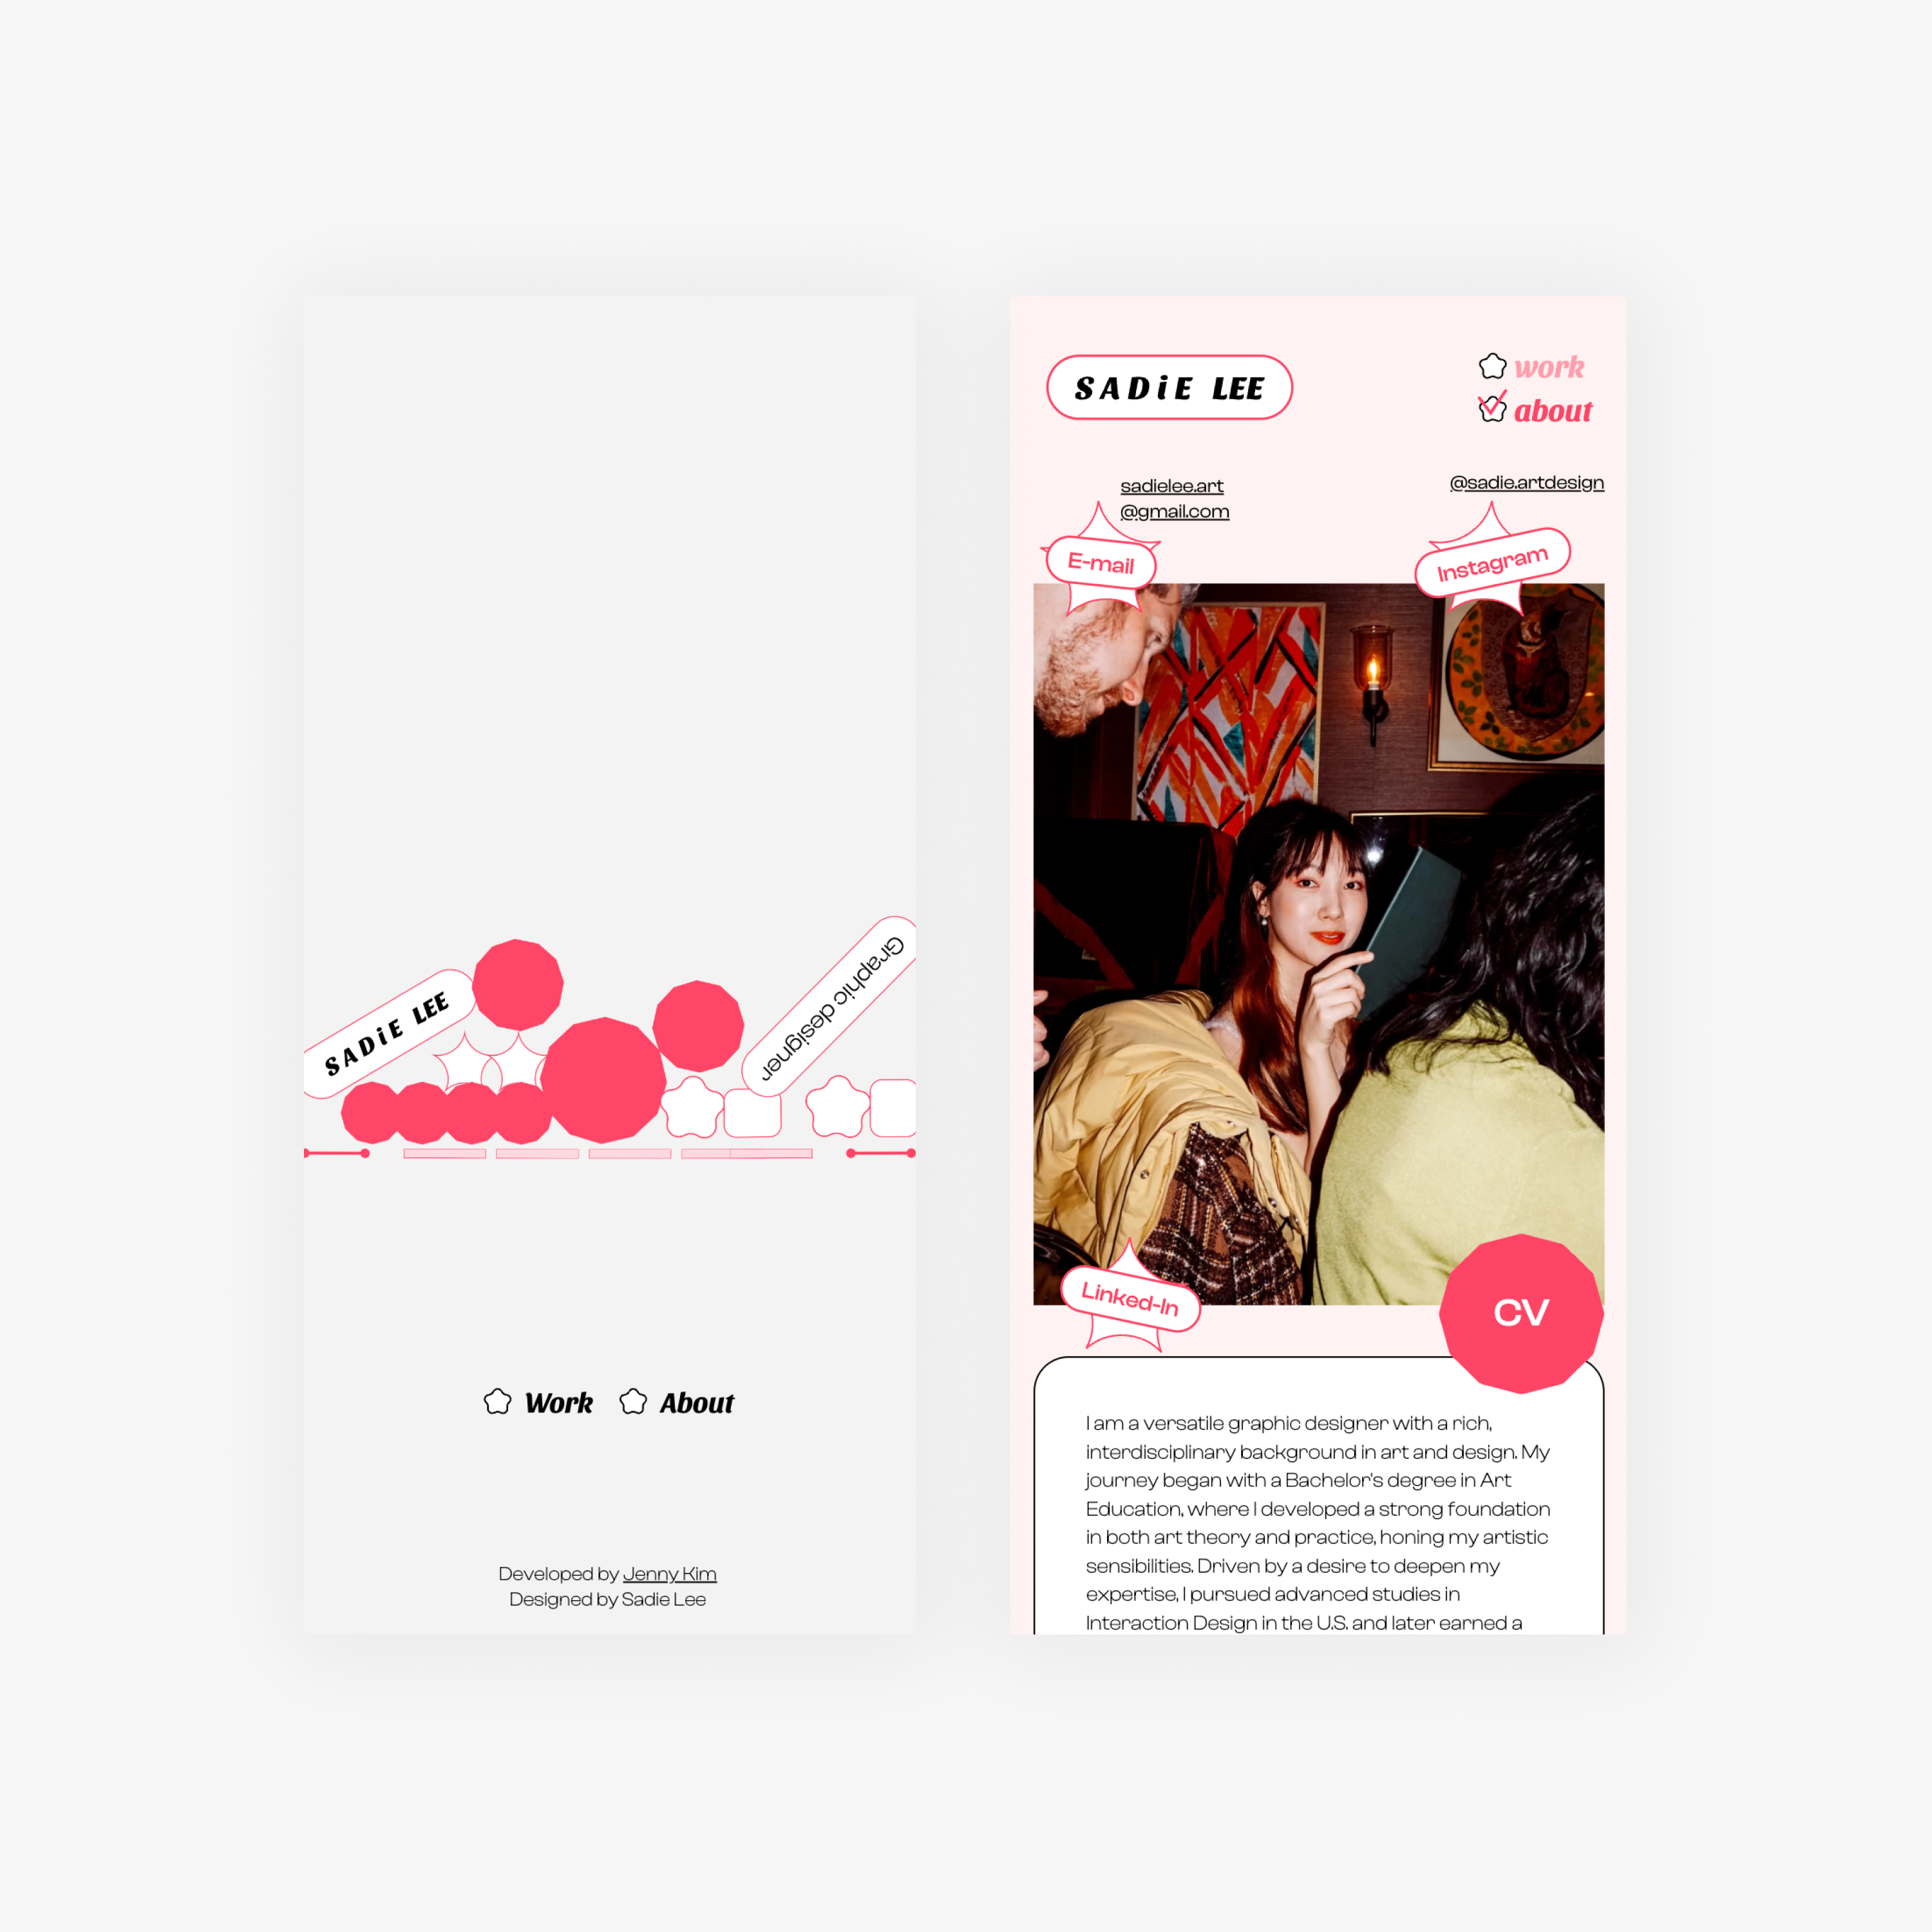 SADiE LEE
Graphic designer
Work
About
Developed by Jenny Kim
Designed by Sadie Lee
SADiE LEE
work
about
sadielee.art
@gmail.com
@sadie.artdesign
E-mail
Instagram
Linked-In
CV
I am a versatile graphic designer with a rich,
interdisciplinary background in art and design. My
journey began with a Bachelor's degree in Art
Education, where I developed a strong foundation
in both art theory and practice, honing my artistic
sensibilities. Driven by a desire to deepen my
expertise, I pursued advanced studies in
Interaction Design in the U.S. and later earned a